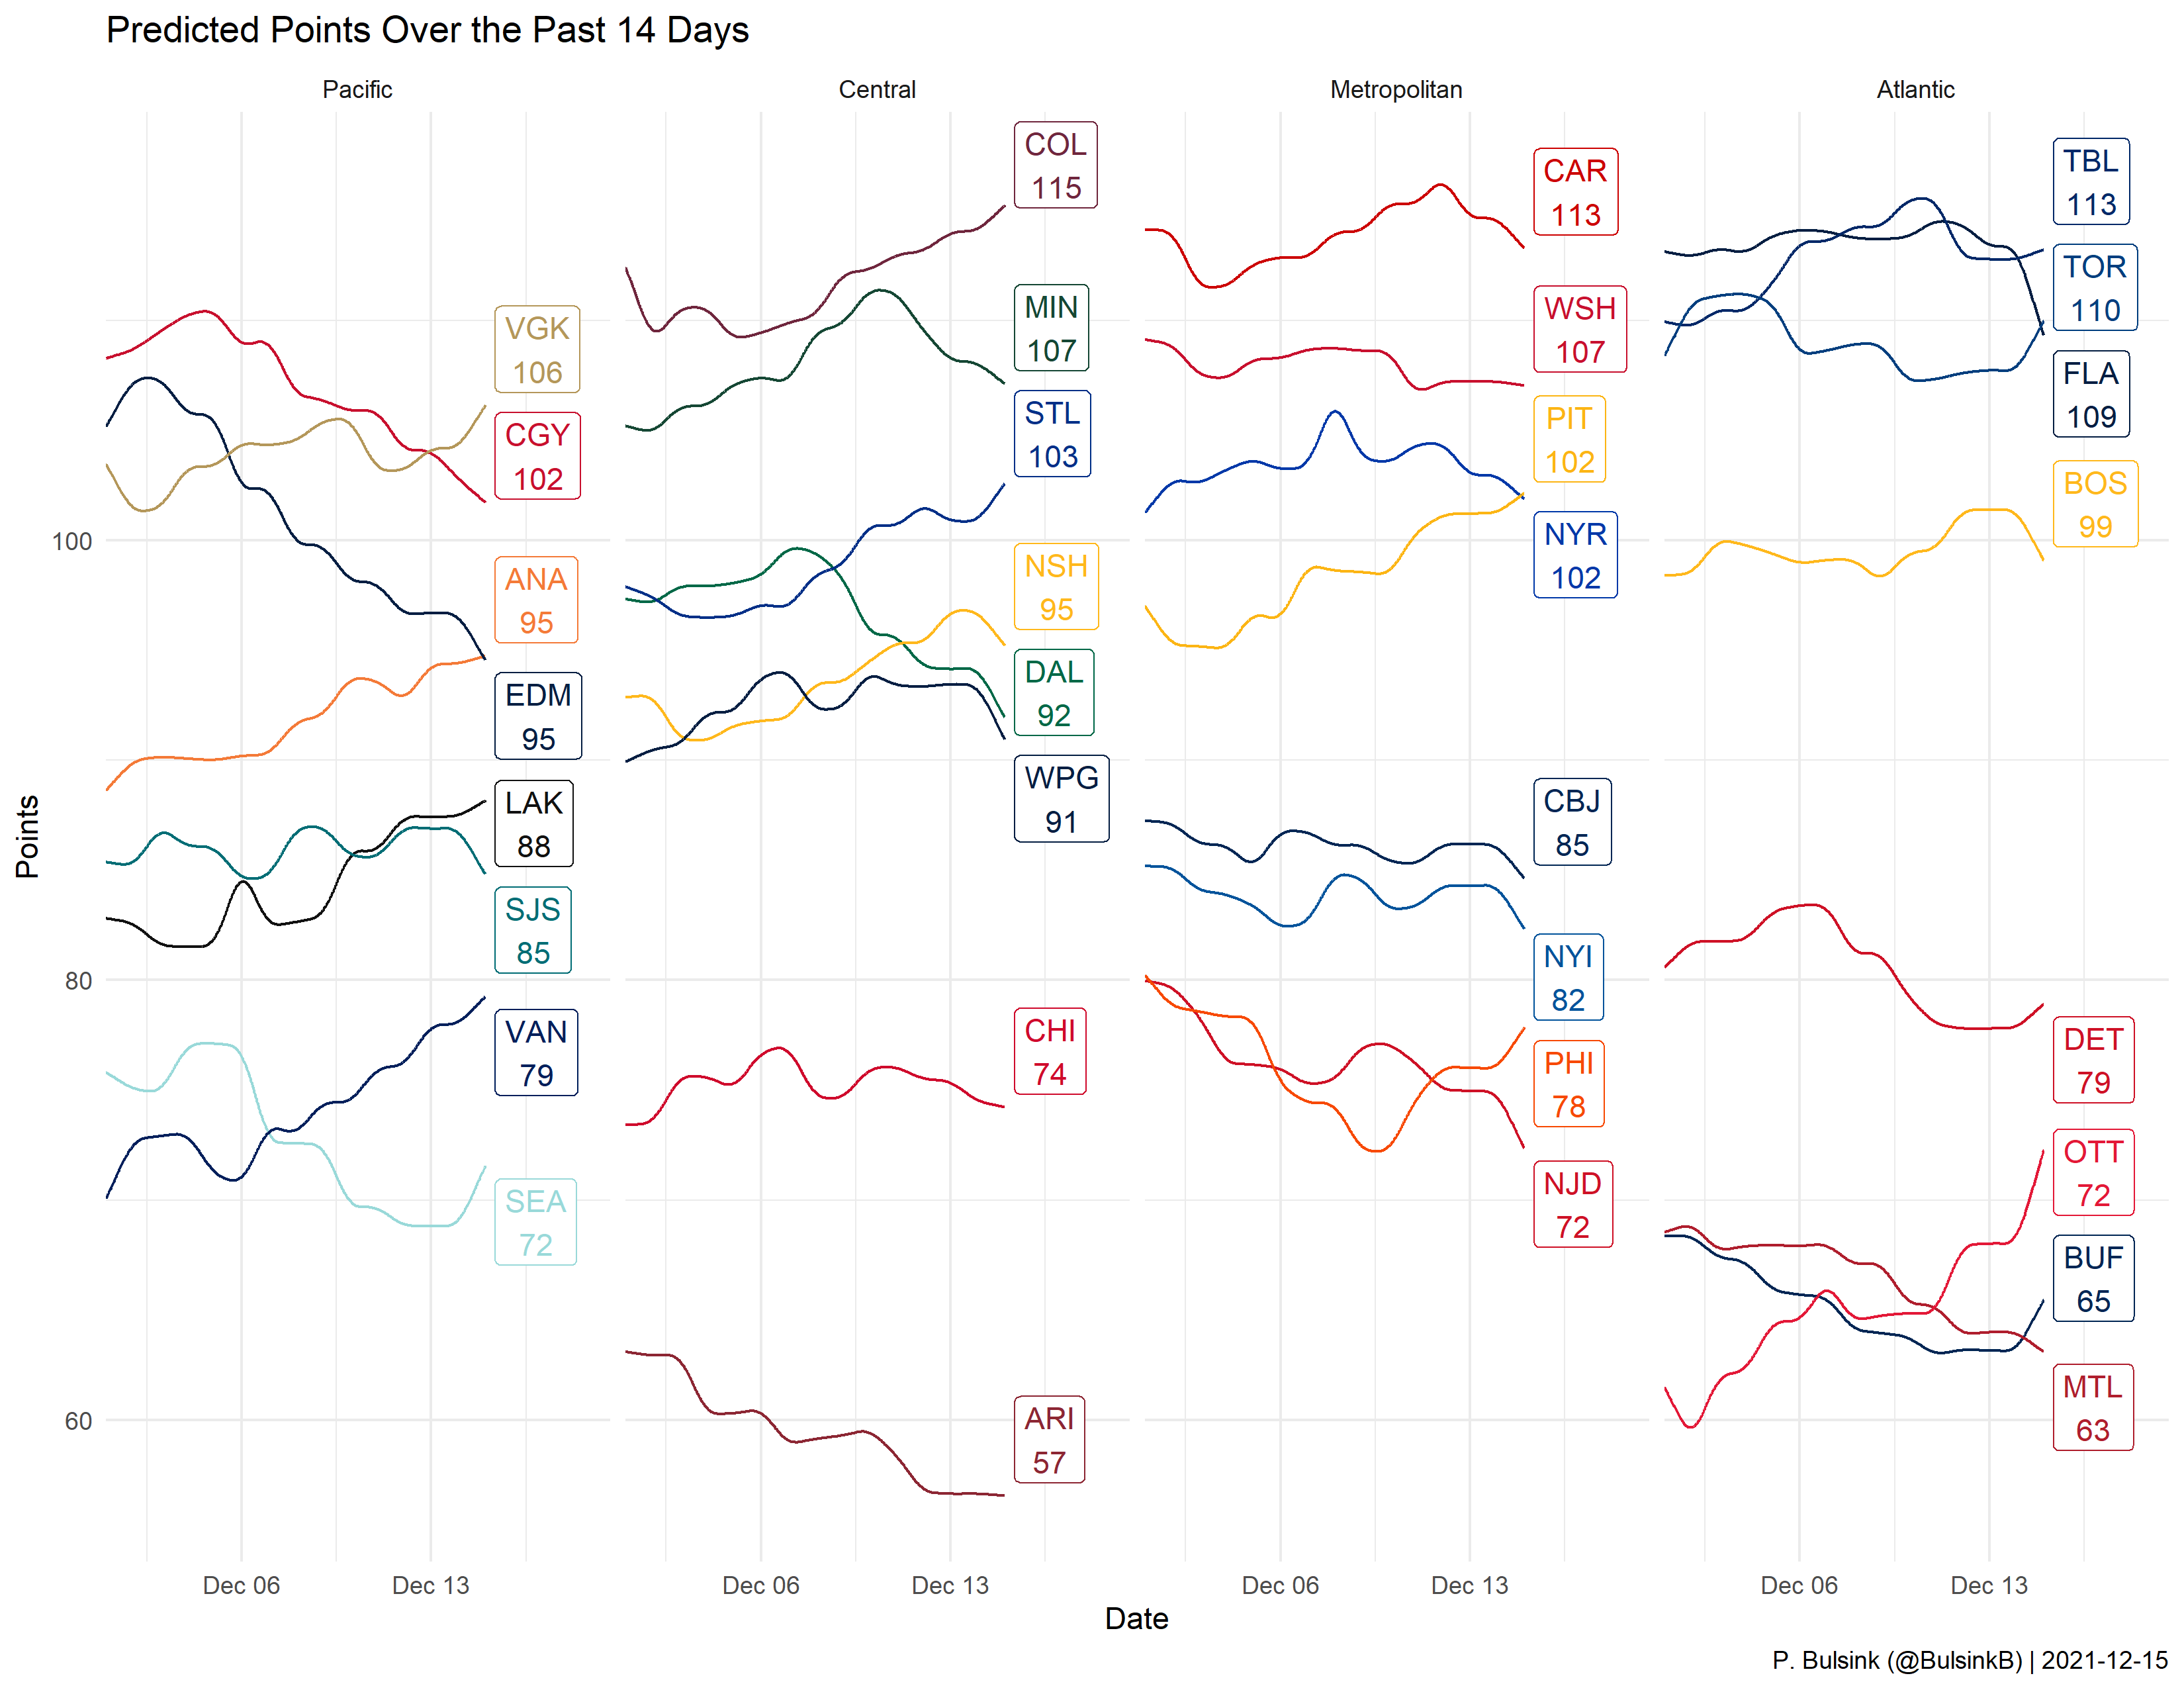 Predicted Points Over the Past 14 Days
Pacific
Central
Metropolitan
Atlantic
Points
100
80
60
VGK
106
CGY
102
ANA
95
EDM
95
LAK
88
SJS
85
VAN
79
SEA
72
COL
115
MIN
107
STL
103
NSH
95
DAL
92
WPG
91
CHI
74
ARI
57
CAR
113
WSH
107
PIT
102
NYR
102
CBJ
85
NYI
82
PHI
78
NJD
72
TBL
113
TOR
110
FLA
109
BOS
99
DET
79
OTT
72
BUF
65
MTL
63
Dec 06
Dec 13
Dec 06
Dec 13
Dec 06
Dec 13
Dec 06
Dec 13
Date
P. Bulsink (@BulsinkB) | 2021-12-15